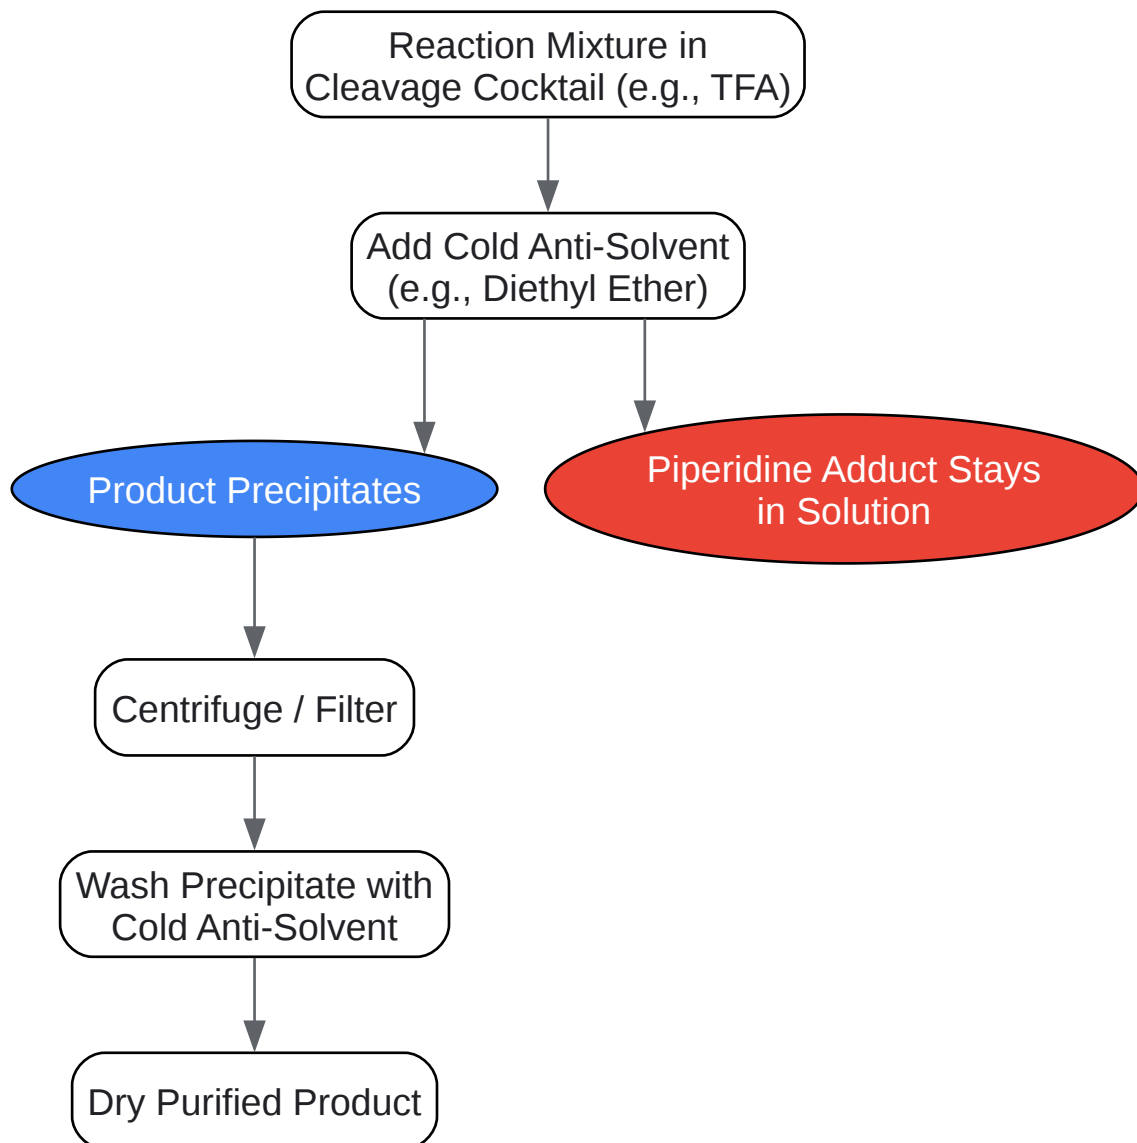 Reaction Mixture in
Cleavage Cocktail (e.g., TFA)
Add Cold Anti-Solvent
(e.g., Diethyl Ether)
Product Precipitates
Piperidine Adduct Stays
in Solution
Centrifuge / Filter
Wash Precipitate with
Cold Anti-Solvent
Dry Purified Product